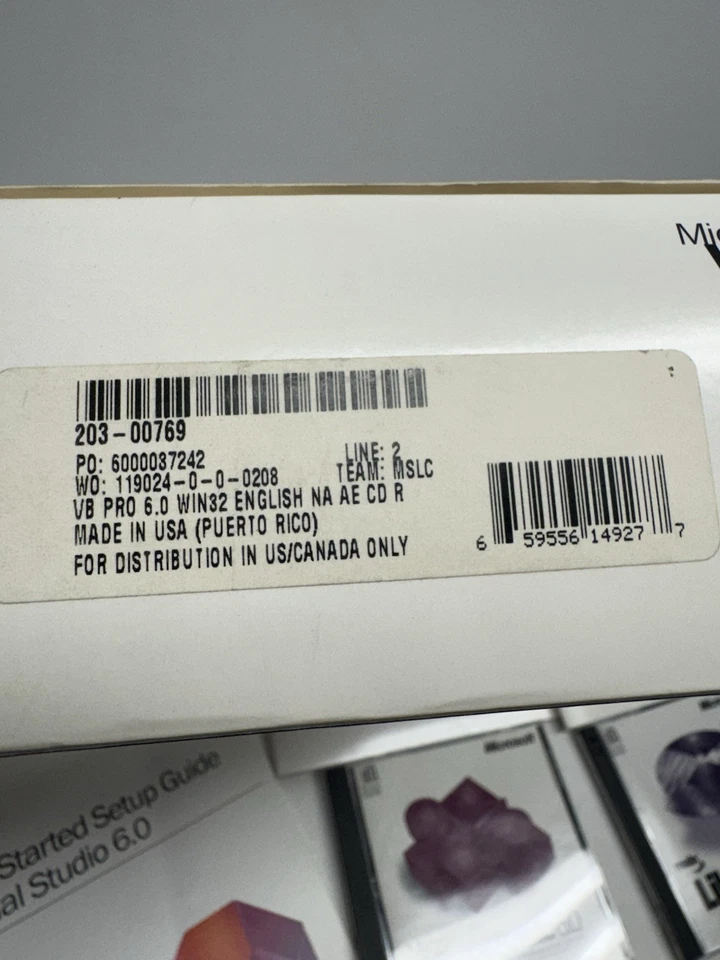 203-00769
PO: 6000037242
LINE: 2
WO: 119024-0-0-0208
TEAM: MSLC
VB PRO 6.0 WIN32 ENGLISH NA AE CD R
MADE IN USA (PUERTO RICO)
FOR DISTRIBUTION IN US/CANADA ONLY
6 59556 14927 7
Started Setup Guide
al Studio 6.0
Microsoft